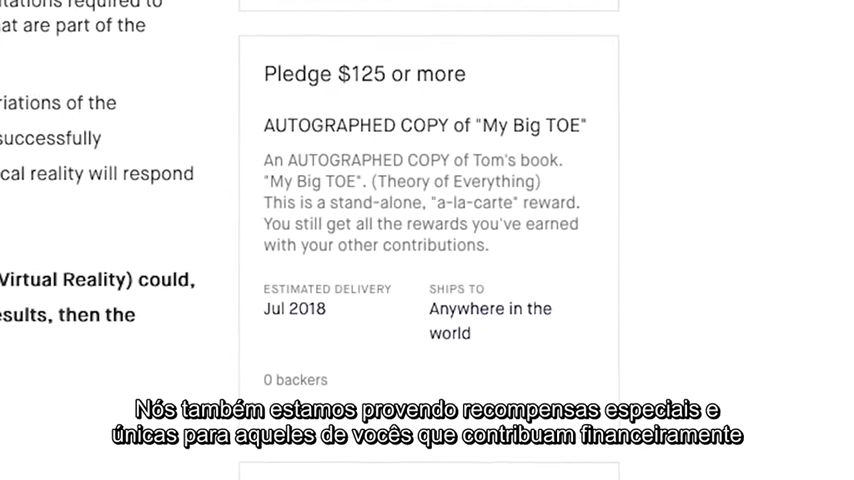 tations required to
hat are part of the
riations of the
successfully
cal reality will respond
Virtual Reality) could,
esults, then the
Pledge $125 or more
AUTOGRAPHED COPY of "My Big TOE"
An AUTOGRAPHED COPY of Tom's book.
"My Big TOE". (Theory of Everything)
This is a stand-alone, "a-la-carte" reward.
You still get all the rewards you've earned
with your other contributions.
ESTIMATED DELIVERY
Jul 2018
SHIPS TO
Anywhere in the
world
0 backers
Nós também estamos provendo recompensas especiais e
únicas para aqueles de vocês que contribuam financeiramente